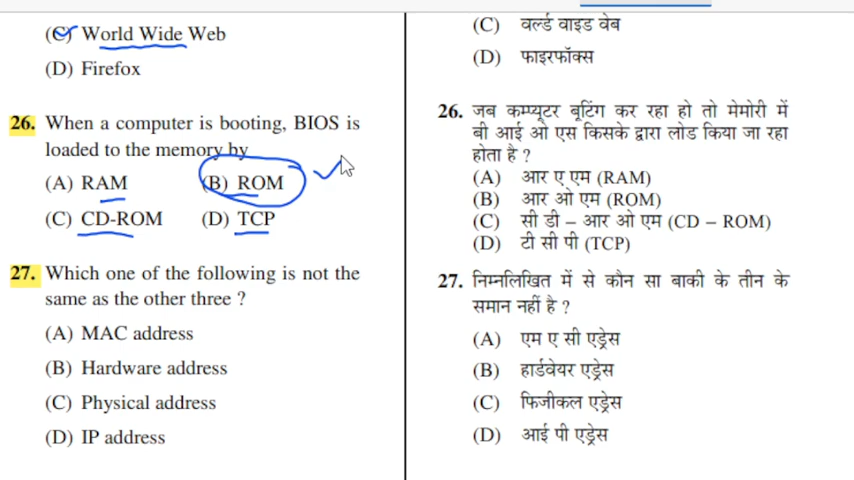 (C) World Wide Web
(D) Firefox
26. When a computer is booting, BIOS is
loaded to the memory by
(A) RAM (B) ROM
(C) CD-ROM (D) TCP
27. Which one of the following is not the
same as the other three ?
(A) MAC address
(B) Hardware address
(C) Physical address
(D) IP address
(C) वर्ल्ड वाइड वेब
(D) फाइरफॉक्स
26. जब कम्प्यूटर बूटिंग कर रहा हो तो मेमोरी में
बी आई ओ एस किसके द्वारा लोड किया जा रहा
होता है ?
(A) आर ए एम (RAM)
(B) आर ओ एम (ROM)
(C) सी डी – आर ओ एम (CD – ROM)
(D) टी सी पी (TCP)
27. निम्नलिखित में से कौन सा बाकी के तीन के
समान नहीं है ?
(A) एम ए सी एड्रेस
(B) हार्डवेयर एड्रेस
(C) फिजीकल एड्रेस
(D) आई पी एड्रेस